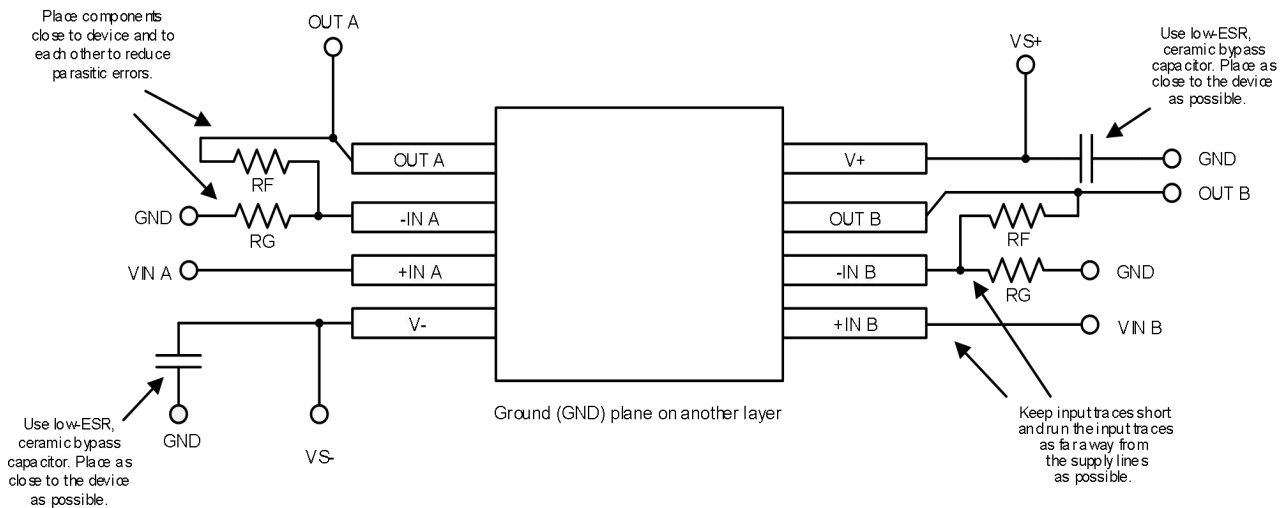 Place components
close to device and to
each other to reduce
parasitic errors.
OUT A
VS+
Use low-ESR,
ceramic bypass
capacitor. Place as
close to the device
as possible.
OUT A
V+
GND
RF
OUT B
GND
-IN A
OUT B
RG
RF
VIN A
+IN A
-IN B
GND
RG
V-
+IN B
VIN B
Ground (GND) plane on another layer
Use low-ESR,
ceramic bypass
capacitor. Place as
close to the device
as possible.
GND
VS-
Keep input traces short
and run the input traces
as far away from
the supply lines
as possible.